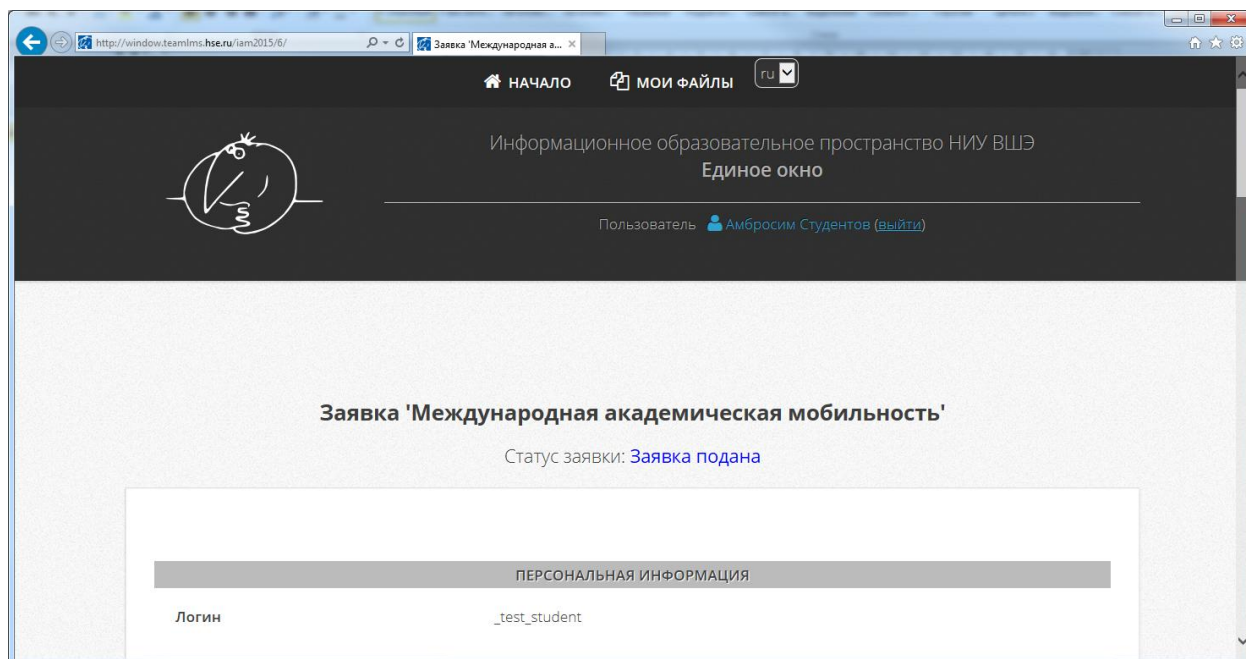 http://window.teamlms.hse.ru/iam2015/6/
Заявка 'Международная а...
НАЧАЛО
МОИ ФАЙЛЫ
ru
Информационное образовательное пространство НИУ ВШЭ
Единое окно
Пользователь Амбросим Студентов (выйти)
Заявка 'Международная академическая мобильность'
Статус заявки: Заявка подана
ПЕРСОНАЛЬНАЯ ИНФОРМАЦИЯ
Логин _test_student